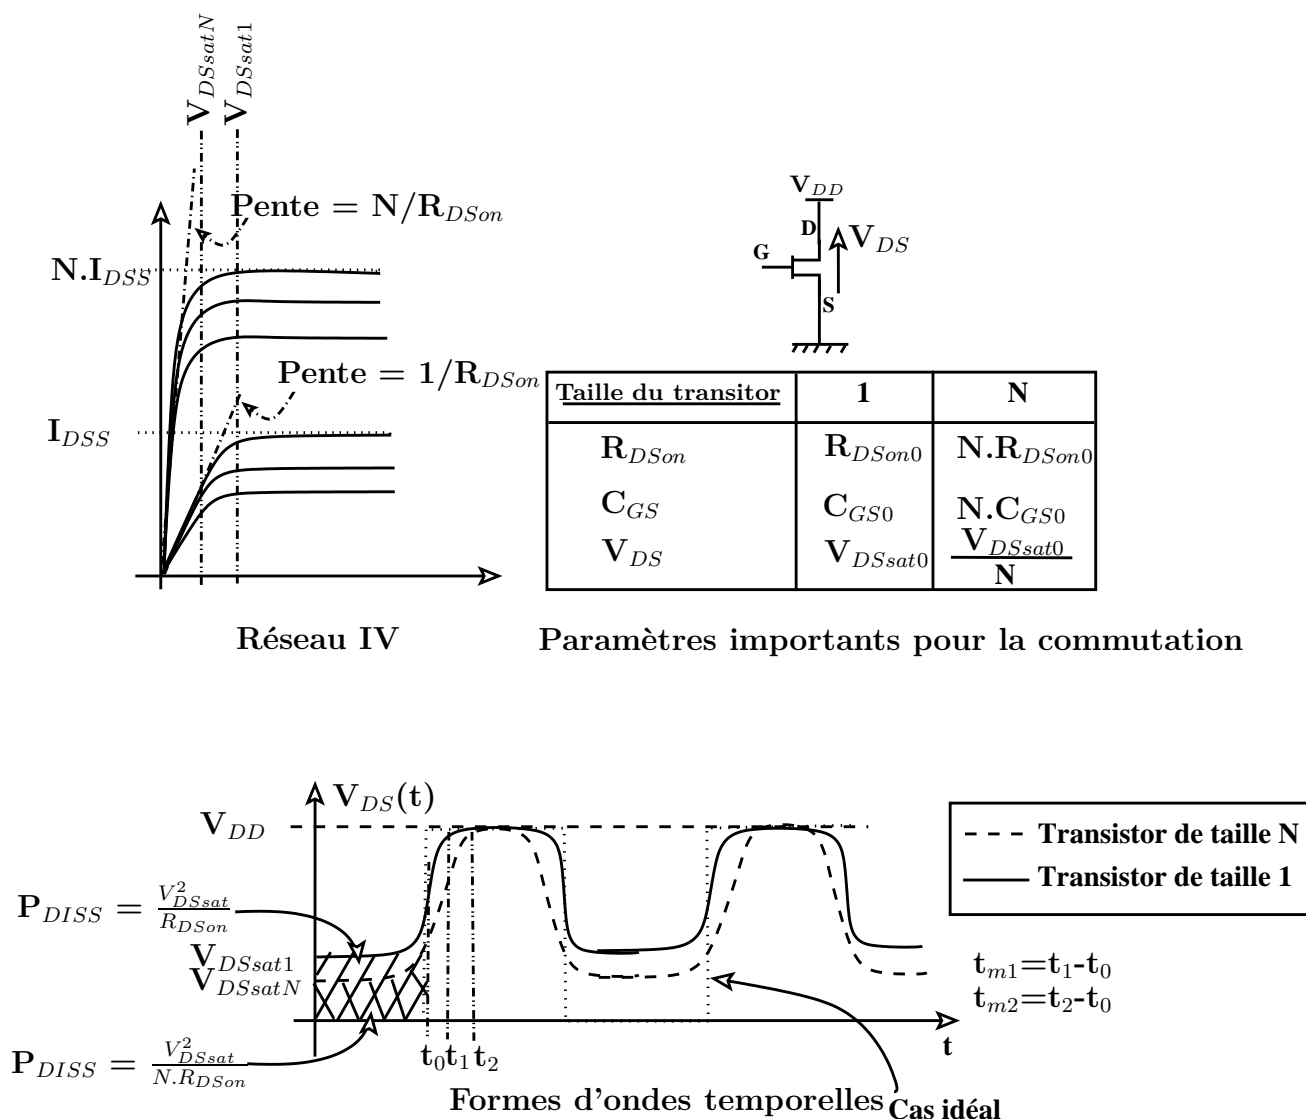 V_DSsatN
V_DSsat1
Pente = N/R_DSon
N.I_DSS
Pente = 1/R_DSon
I_DSS
Réseau IV
V_DD
D
V_DS
G
S
Taille du transitor 1 N
R_DSon R_DSon0 N.R_DSon0
C_GS C_GS0 N.C_GS0
V_DS V_DSsat0 V_DSsat0/N
Paramètres importants pour la commutation
V_DS(t)
V_DD
P_DISS = V²_DSsat/R_DSon
V_DSsat1
V_DSsatN
P_DISS = V²_DSsat/N.R_DSon
t_0 t_1 t_2
t
Transistor de taille N
Transistor de taille 1
t_m1=t_1-t_0
t_m2=t_2-t_0
Formes d'ondes temporelles
Cas idéal